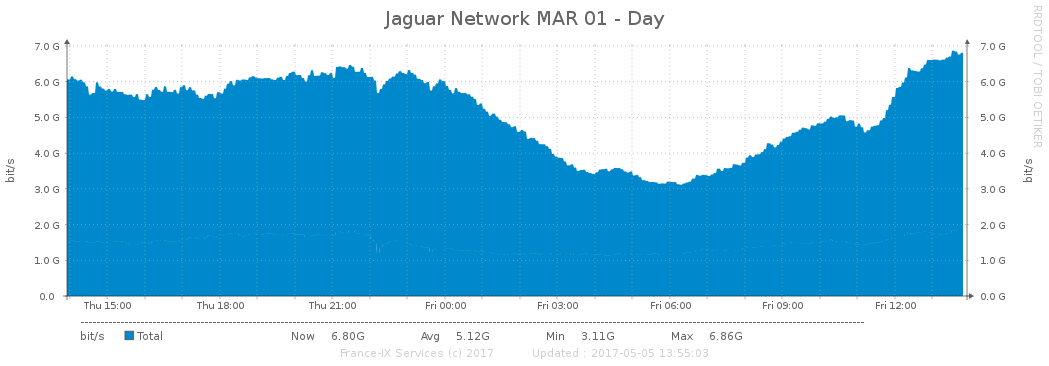 Jaguar Network MAR 01 - Day
RRDTOOL / TOBI OETIKER
bit/s
7.0 G
6.0 G
5.0 G
4.0 G
3.0 G
2.0 G
1.0 G
0.0
7.0 G
6.0 G
5.0 G
4.0 G
3.0 G
2.0 G
1.0 G
0.0 G
bit/s
Thu 15:00 Thu 18:00 Thu 21:00 Fri 00:00 Fri 03:00 Fri 06:00 Fri 09:00 Fri 12:00
bit/s Total Now 6.80G Avg 5.12G Min 3.11G Max 6.86G
France-IX Services (c) 2017 Updated : 2017-05-05 13:55:03